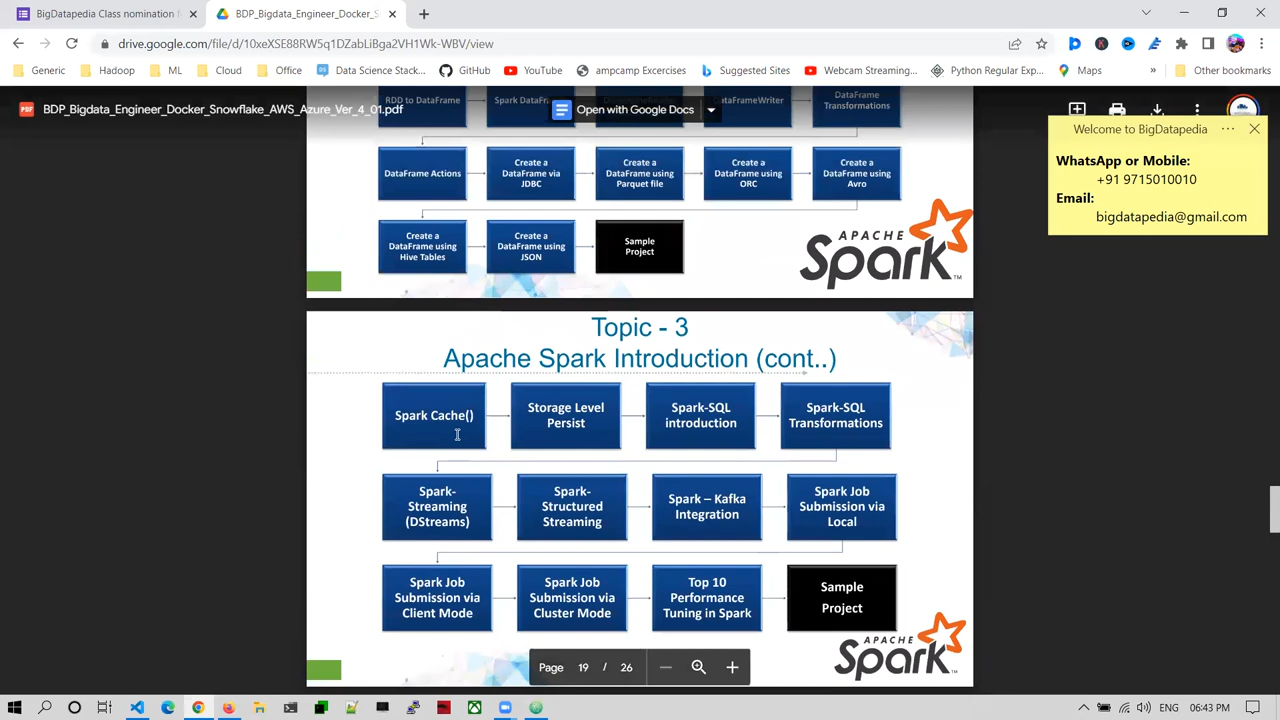 BigDatapedia Class nomination f
BDP_Bigdata_Engineer_Docker_S
drive.google.com/file/d/10xeXSE88RW5q1DZabLiBga2VH1Wk-WBV/view
Generic
Hadoop
ML
Cloud
Office
Data Science Stack...
GitHub
YouTube
ampcamp Excercises
Suggested Sites
Webcam Streaming...
Python Regular Exp...
Maps
»
Other bookmarks
BDP_Bigdata_Engineer_Docker_Snowflake_AWS_Azure_Ver_4_01.pdf
Open with Google Docs
RDD to DataFrame
Spark Data
DataFrameWriter
DataFrame
Transformations
Welcome to BigDatapedia
WhatsApp or Mobile:
+91 9715010010
Email:
bigdatapedia@gmail.com
DataFrame Actions
Create a
DataFrame via
JDBC
Create a
DataFrame using
Parquet file
Create a
DataFrame using
ORC
Create a
DataFrame using
Avro
Create a
DataFrame using
Hive Tables
Create a
DataFrame using
JSON
Sample
Project
APACHE
Spark™
Topic - 3
Apache Spark Introduction (cont..)
Spark Cache()
Storage Level
Persist
Spark-SQL
introduction
Spark-SQL
Transformations
Spark-
Streaming
(DStreams)
Spark-
Structured
Streaming
Spark – Kafka
Integration
Spark Job
Submission via
Local
Spark Job
Submission via
Client Mode
Spark Job
Submission via
Cluster Mode
Top 10
Performance
Tuning in Spark
Sample
Project
APACHE
Spark™
Page 19 / 26
ENG
06:43 PM